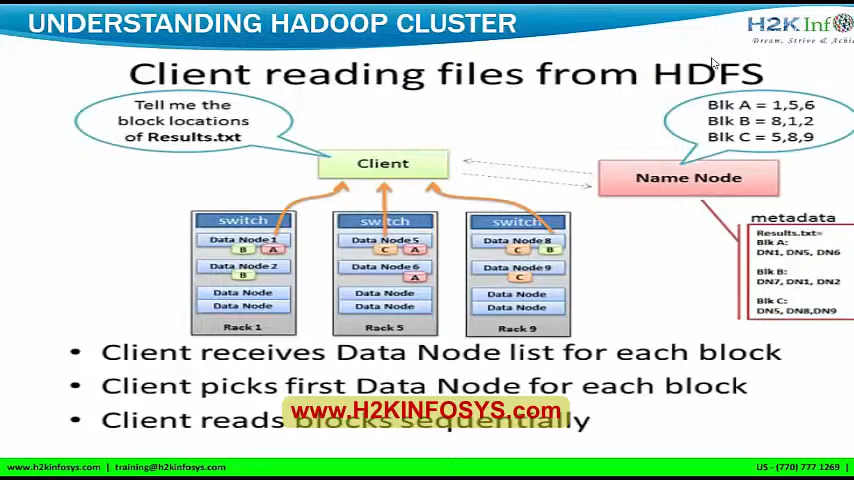 UNDERSTANDING HADOOP CLUSTER
H2K Inf
Dream, Strive & Achi
Client reading files from HDFS
Tell me the
block locations
of Results.txt
Blk A = 1,5,6
Blk B = 8,1,2
Blk C = 5,8,9
Client
Name Node
switch
Data Node 1
B A
Data Node 2
B
Data Node
Data Node
Rack 1
switch
Data Node 5
C A
Data Node 6
A
Data Node
Data Node
Rack 5
switch
Data Node 8
C B
Data Node 9
C
Data Node
Data Node
Rack 9
metadata
Results.txt=
Blk A:
DN1, DN5, DN6
Blk B:
DN7, DN1, DN2
Blk C:
DN5, DN8,DN9
• Client receives Data Node list for each block
• Client picks first Data Node for each block
• Client reads blocks sequentially
www.H2KINFOSYS.com
www.h2kinfosys.com | training@h2kinfosys.com
US - (770) 777 1269 |